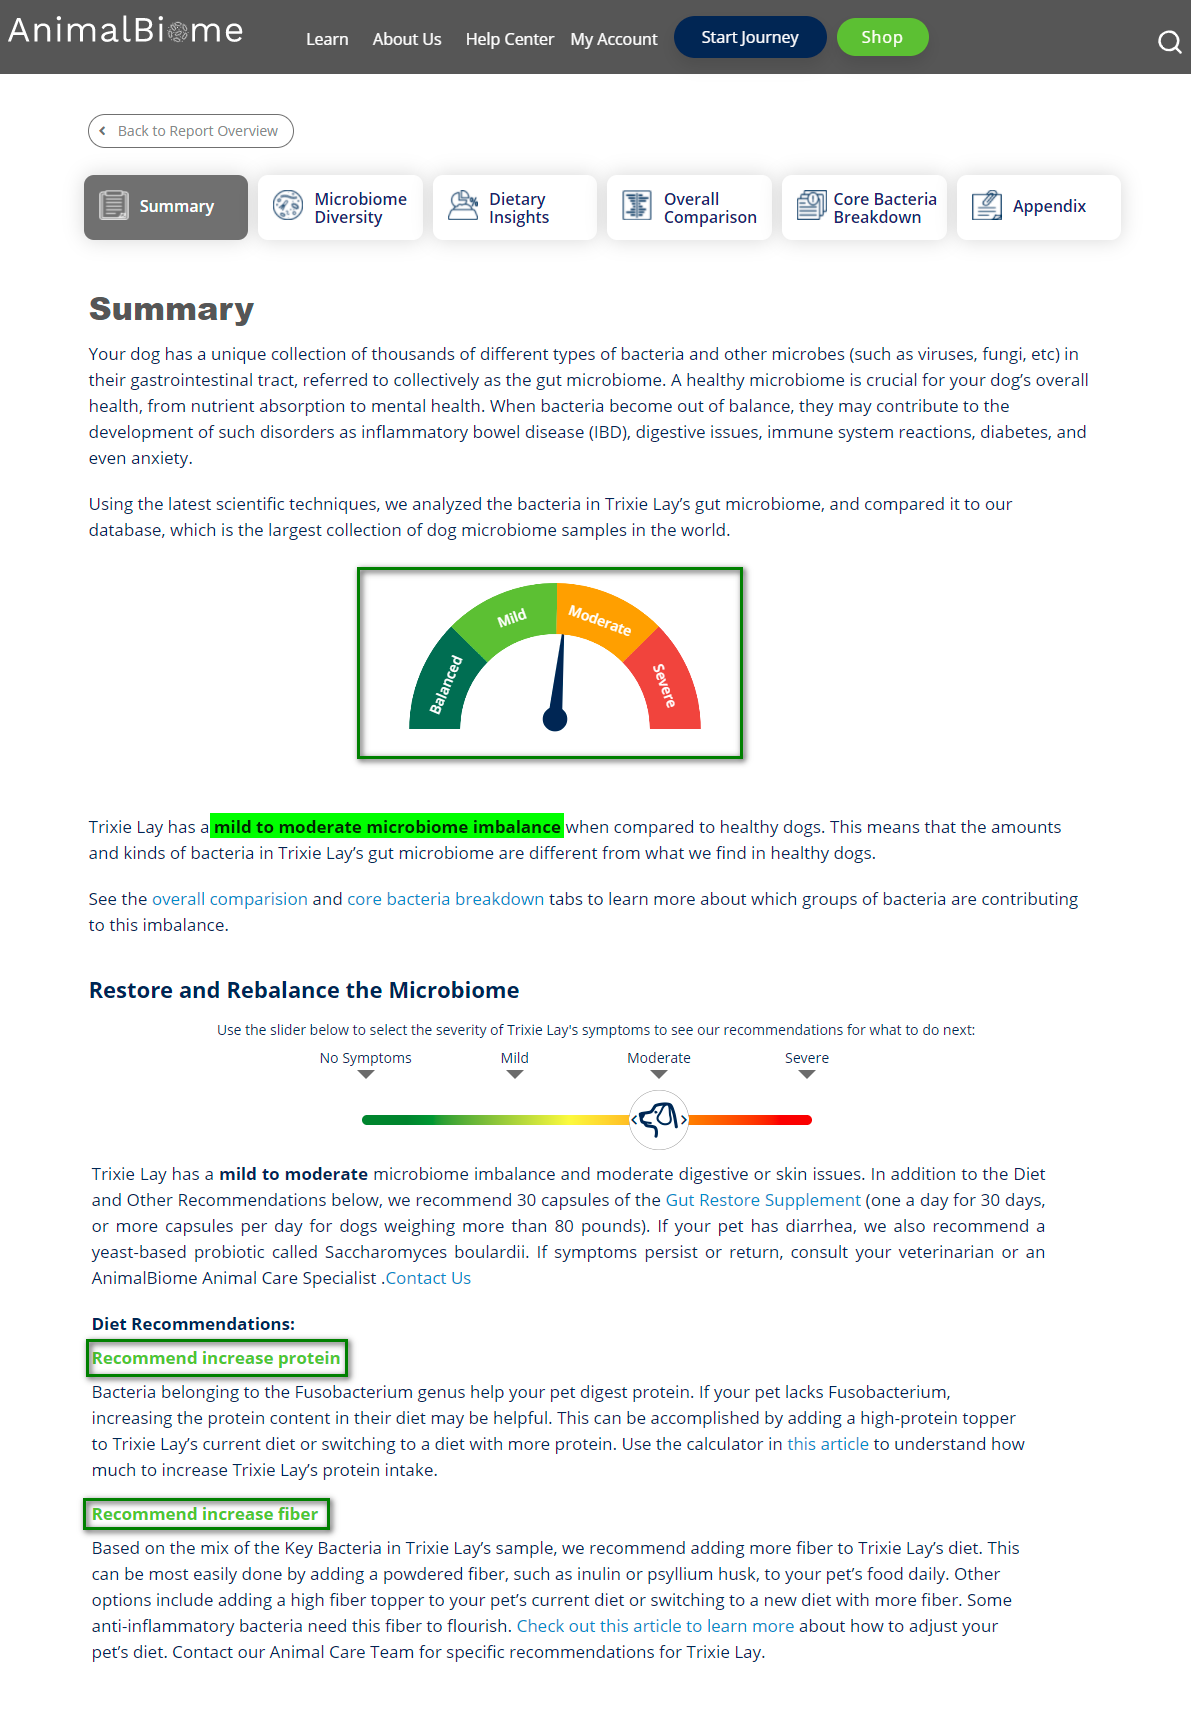 AnimalBiome
Learn About Us Help Center My Account Start Journey Shop
Back to Report Overview
Summary
Microbiome
Diversity
Dietary
Insights
Overall
Comparison
Core Bacteria
Breakdown
Appendix
Summary
Your dog has a unique collection of thousands of different types of bacteria and other microbes (such as viruses, fungi, etc) in
their gastrointestinal tract, referred to collectively as the gut microbiome. A healthy microbiome is crucial for your dog's overall
health, from nutrient absorption to mental health. When bacteria become out of balance, they may contribute to the
development of such disorders as inflammatory bowel disease (IBD), digestive issues, immune system reactions, diabetes, and
even anxiety.
Using the latest scientific techniques, we analyzed the bacteria in Trixie Lay's gut microbiome, and compared it to our
database, which is the largest collection of dog microbiome samples in the world.
Balanced
Mild
Moderate
Severe
Trixie Lay has a mild to moderate microbiome imbalance when compared to healthy dogs. This means that the amounts
and kinds of bacteria in Trixie Lay's gut microbiome are different from what we find in healthy dogs.
See the overall comparision and core bacteria breakdown tabs to learn more about which groups of bacteria are contributing
to this imbalance.
Restore and Rebalance the Microbiome
Use the slider below to select the severity of Trixie Lay's symptoms to see our recommendations for what to do next:
No Symptoms Mild Moderate Severe
Trixie Lay has a mild to moderate microbiome imbalance and moderate digestive or skin issues. In addition to the Diet
and Other Recommendations below, we recommend 30 capsules of the Gut Restore Supplement (one a day for 30 days,
or more capsules per day for dogs weighing more than 80 pounds). If your pet has diarrhea, we also recommend a
yeast-based probiotic called Saccharomyces boulardii. If symptoms persist or return, consult your veterinarian or an
AnimalBiome Animal Care Specialist .Contact Us
Diet Recommendations:
Recommend increase protein
Bacteria belonging to the Fusobacterium genus help your pet digest protein. If your pet lacks Fusobacterium,
increasing the protein content in their diet may be helpful. This can be accomplished by adding a high-protein topper
to Trixie Lay's current diet or switching to a diet with more protein. Use the calculator in this article to understand how
much to increase Trixie Lay's protein intake.
Recommend increase fiber
Based on the mix of the Key Bacteria in Trixie Lay's sample, we recommend adding more fiber to Trixie Lay's diet. This
can be most easily done by adding a powdered fiber, such as inulin or psyllium husk, to your pet's food daily. Other
options include adding a high fiber topper to your pet's current diet or switching to a new diet with more fiber. Some
anti-inflammatory bacteria need this fiber to flourish. Check out this article to learn more about how to adjust your
pet's diet. Contact our Animal Care Team for specific recommendations for Trixie Lay.